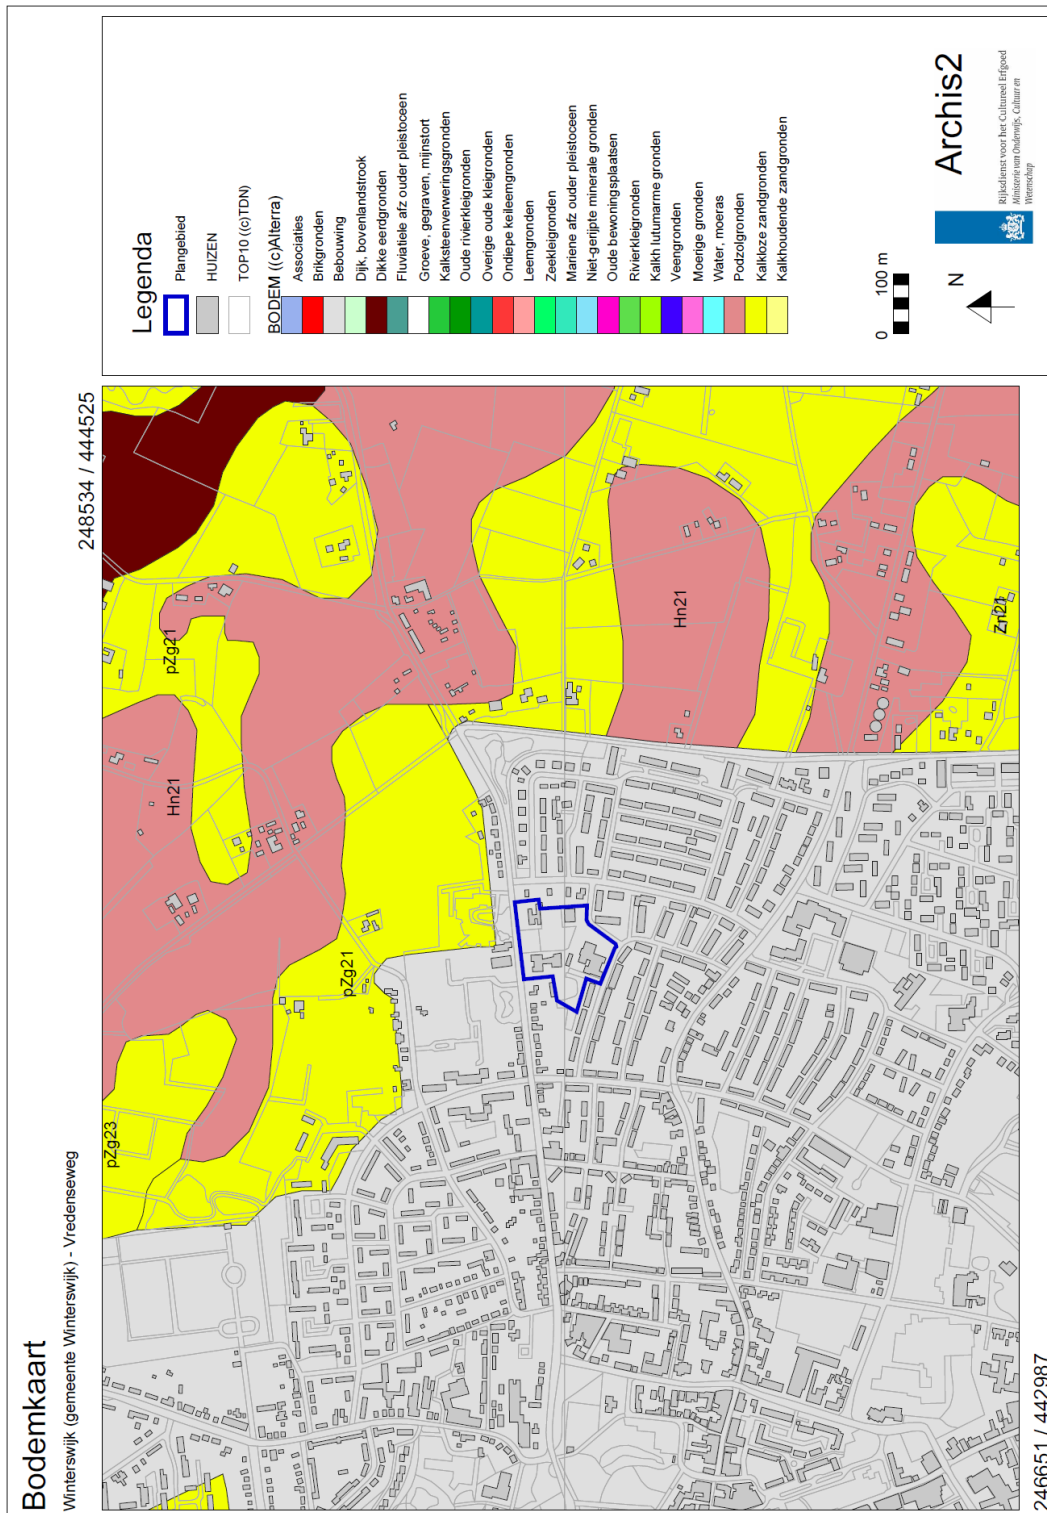 Bodemkaart
Winterswijk (gemeente Winterswijk) - Vredenseweg
248534 / 444525
246651 / 442987
pZg23
pZg21
Hn21
pZg21
Hn21
Zn21
Legenda
Plangebied
HUIZEN
TOP10 ((c)TDN)
BODEM ((c)Alterra)
Associaties
Brikgronden
Bebouwing
Dijk, bovenlandstrook
Dikke eerdgronden
Fluviatiele afz ouder pleistoceen
Groeve, gegraven, mijnstort
Kalksteenverweringsgronden
Oude rivierkleigronden
Overige oude kleigronden
Ondiepe keileemgronden
Leemgronden
Zeekleigronden
Mariene afz ouder pleistoceen
Niet-gerijpte minerale gronden
Oude bewoningsplaatsen
Rivierkleigronden
Kalkh lutumarme gronden
Veengronden
Moerige gronden
Water, moeras
Podzolgronden
Kalkloze zandgronden
Kalkhoudende zandgronden
0 100 m
N
Archis2
Rijksdienst voor het Cultureel Erfgoed
Ministerie van Onderwijs, Cultuur en
Wetenschap